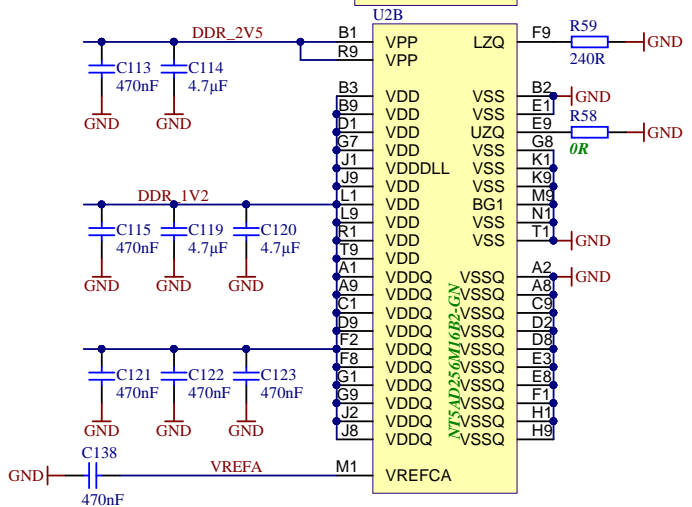 U2B
DDR_2V5
B1 VPP
R9 VPP
LZQ F9
R59
240R
GND
C113
470nF
C114
4.7µF
GND
GND
B3 VDD
B9 VDD
D1 VDD
G7 VDD
J1 VDDDLL
J9 VDD
L1 VDD
L9 VDD
R1 VDD
T9 VDD
A1 VDDQ
A9 VDDQ
C1 VDDQ
D9 VDDQ
F2 VDDQ
F8 VDDQ
G1 VDDQ
G9 VDDQ
J2 VDDQ
J8 VDDQ
M1 VREFCA
VSS B2
GND
VSS E1
UZQ E9
R58
0R
GND
VSS G8
VSS K1
VSS K9
BG1 M9
VSS N1
VSS T1
GND
VSSQ A2
GND
VSSQ A8
VSSQ C9
VSSQ D2
VSSQ D8
VSSQ E3
VSSQ E8
VSSQ F1
VSSQ H1
VSSQ H9
NT5AD256M16B2-GN
DDR_1V2
C115
470nF
C119
4.7µF
C120
4.7µF
GND
GND
GND
C121
470nF
C122
470nF
C123
470nF
GND
GND
GND
C138
GND
470nF
VREFA